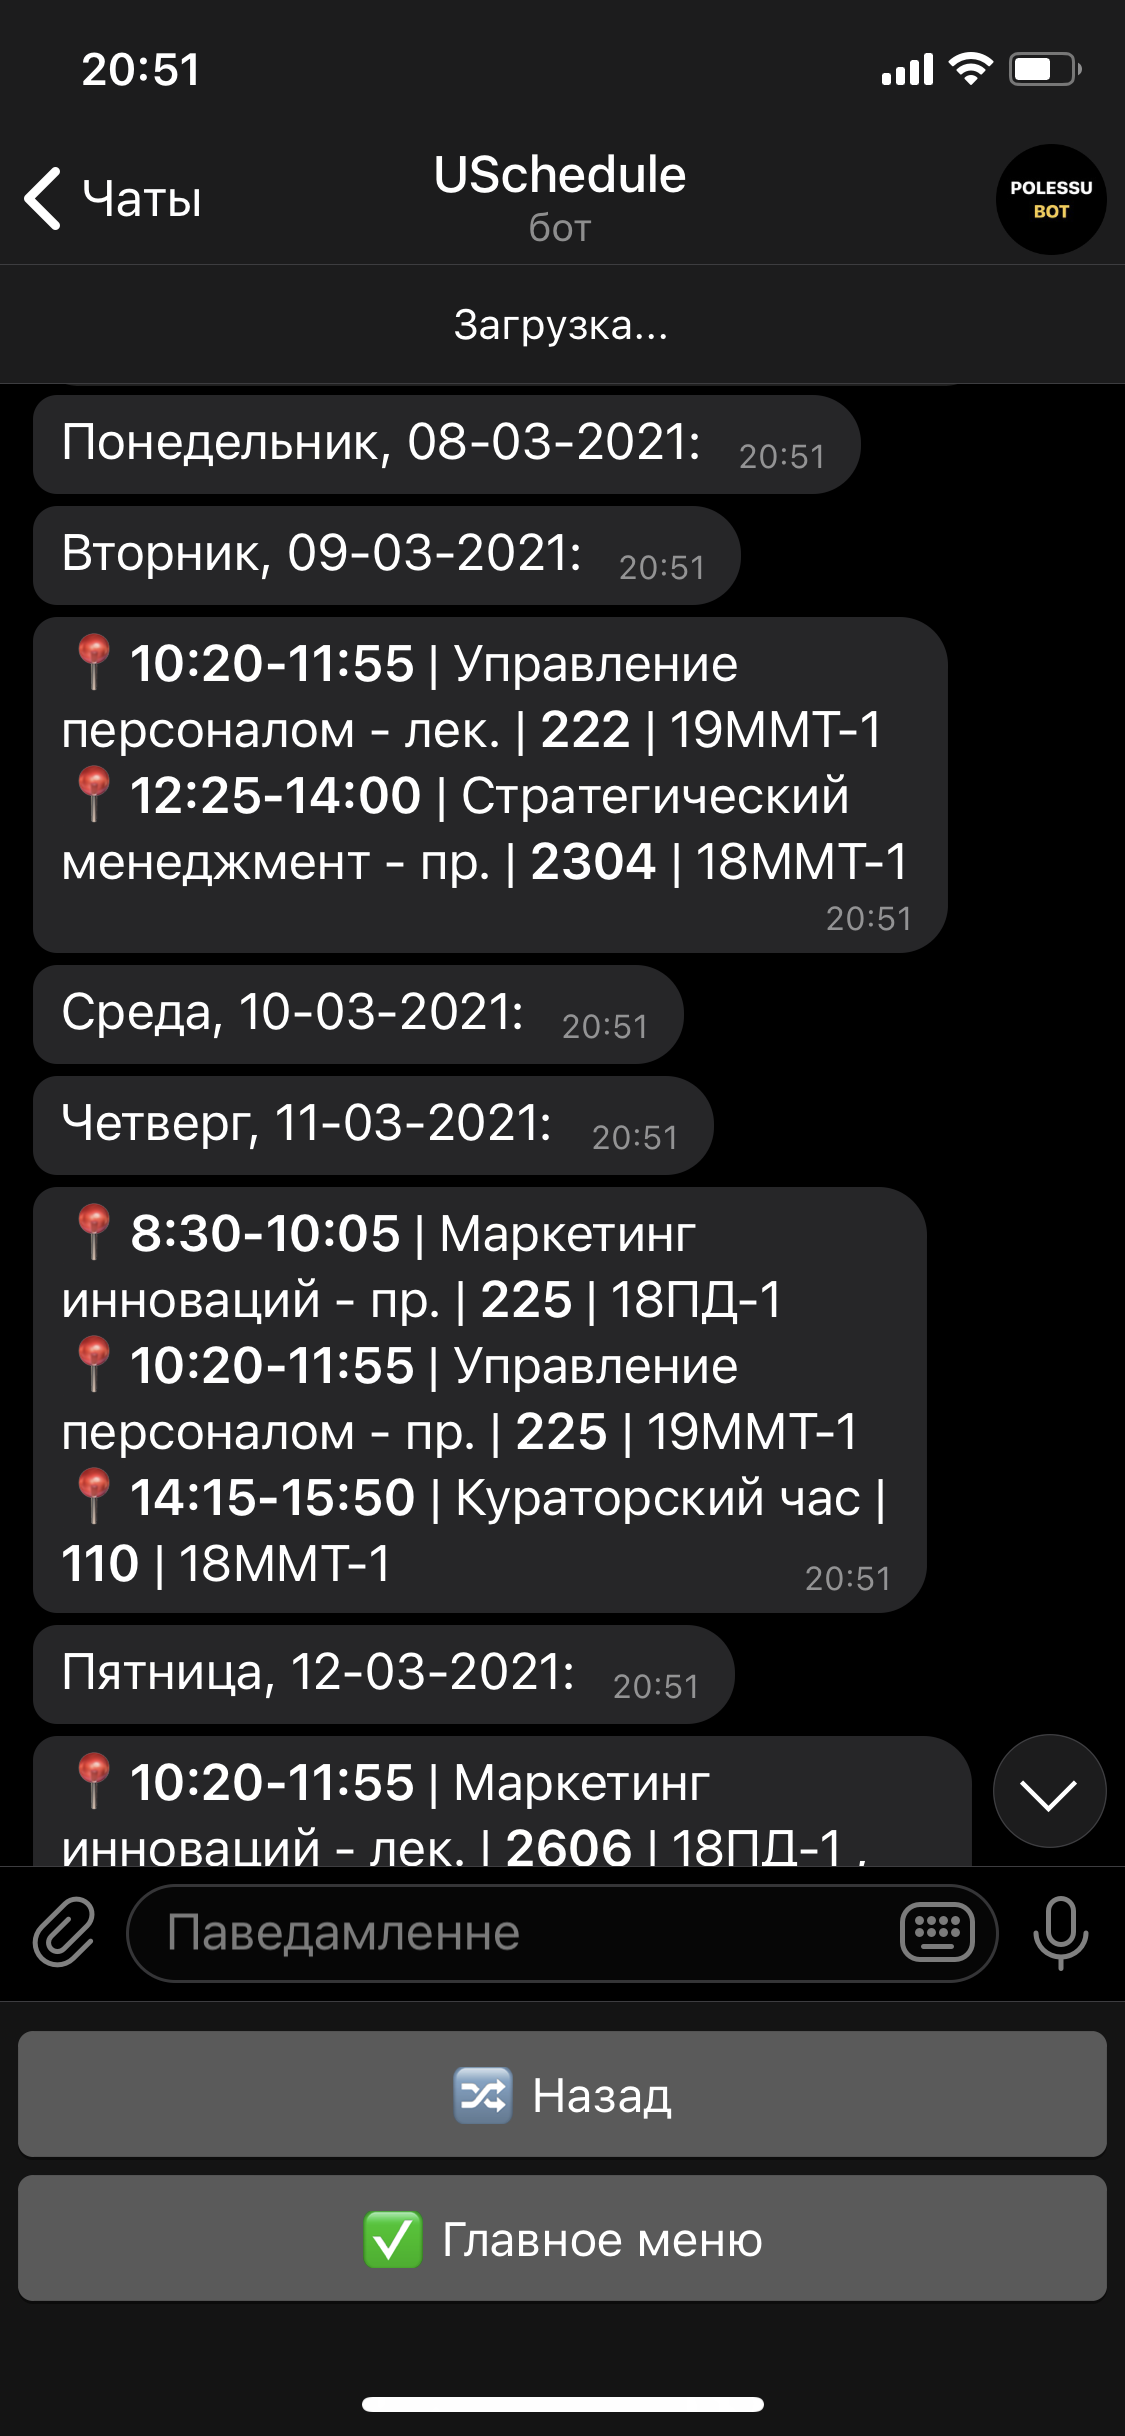 20:51
Чаты
USchedule
бот
POLESSU
BOT
Загрузка...
Понедельник, 08-03-2021: 20:51
Вторник, 09-03-2021: 20:51
📍 10:20-11:55 | Управление
персоналом - лек. | 222 | 19ММТ-1
📍 12:25-14:00 | Стратегический
менеджмент - пр. | 2304 | 18ММТ-1
20:51
Среда, 10-03-2021: 20:51
Четверг, 11-03-2021: 20:51
📍 8:30-10:05 | Маркетинг
инноваций - пр. | 225 | 18ПД-1
📍 10:20-11:55 | Управление
персоналом - пр. | 225 | 19ММТ-1
📍 14:15-15:50 | Кураторский час |
110 | 18ММТ-1 20:51
Пятница, 12-03-2021: 20:51
📍 10:20-11:55 | Маркетинг
инноваций - лек. | 2606 | 18ПД-1 ,
Паведамленне
🔀 Назад
✅ Главное меню